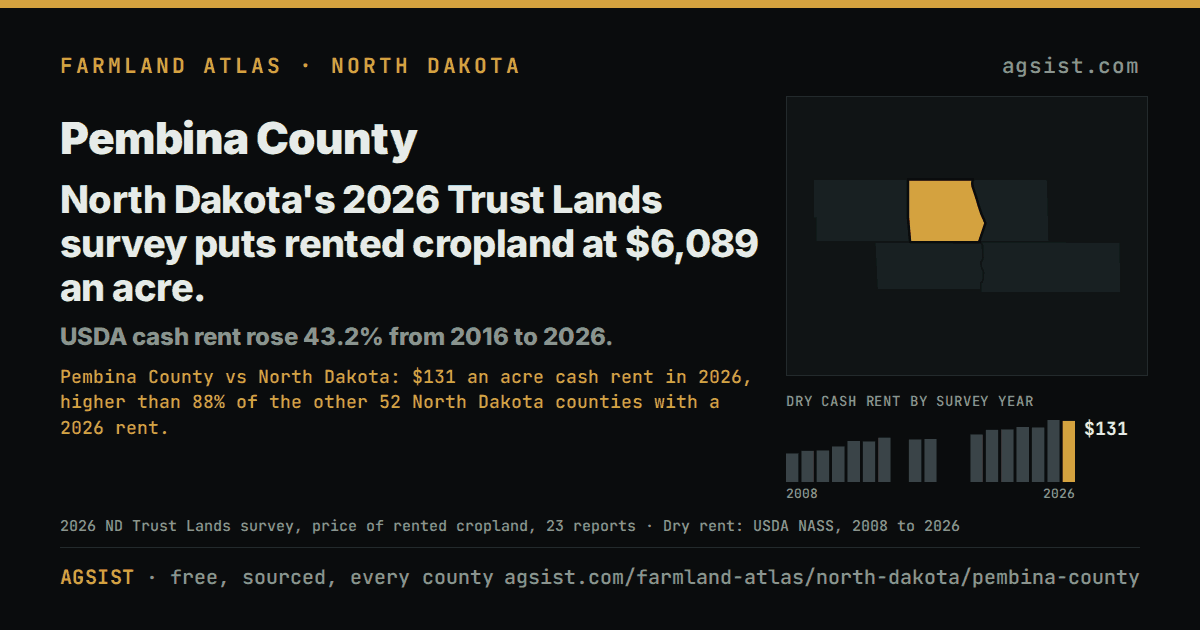 FARMLAND ATLAS · NORTH DAKOTA
agsist.com
Pembina County
North Dakota's 2026 Trust Lands
survey puts rented cropland at $6,089
an acre.
USDA cash rent rose 43.2% from 2016 to 2026.
Pembina County vs North Dakota: $131 an acre cash rent in 2026,
higher than 88% of the other 52 North Dakota counties with a
2026 rent.
DRY CASH RENT BY SURVEY YEAR
$131
2008
2026
2026 ND Trust Lands survey, price of rented cropland, 23 reports · Dry rent: USDA NASS, 2008 to 2026
AGSIST · free, sourced, every county
agsist.com/farmland-atlas/north-dakota/pembina-county